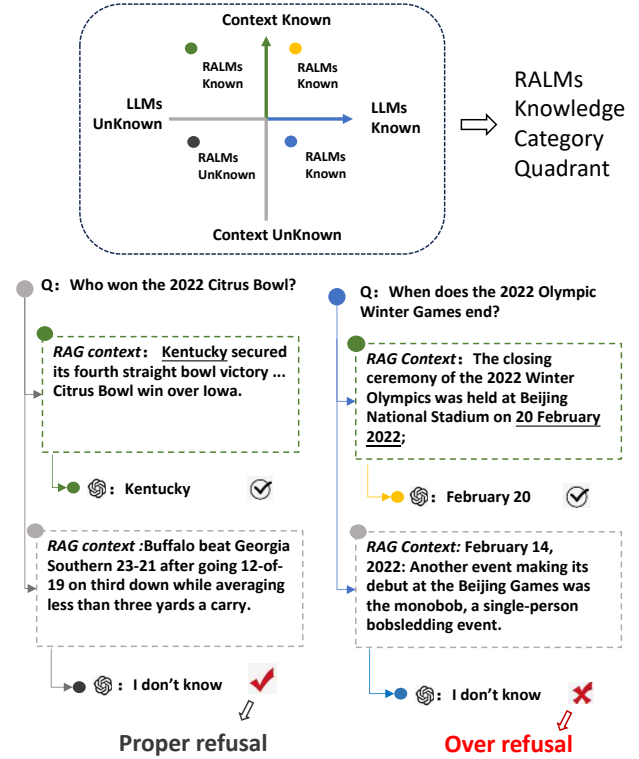 Context Known
RALMs
Known
RALMs
Known
LLMs
UnKnown
LLMs
Known
RALMs
UnKnown
RALMs
Known
Context UnKnown
RALMs
Knowledge
Category
Quadrant
Q: Who won the 2022 Citrus Bowl?
RAG context: Kentucky secured
its fourth straight bowl victory ...
Citrus Bowl win over Iowa.
: Kentucky
RAG context :Buffalo beat Georgia
Southern 23-21 after going 12-of-
19 on third down while averaging
less than three yards a carry.
: I don't know
Proper refusal
Q: When does the 2022 Olympic
Winter Games end?
RAG Context: The closing
ceremony of the 2022 Winter
Olympics was held at Beijing
National Stadium on 20 February
2022;
: February 20
RAG Context: February 14,
2022: Another event making its
debut at the Beijing Games was
the monobob, a single-person
bobsledding event.
: I don't know
Over refusal